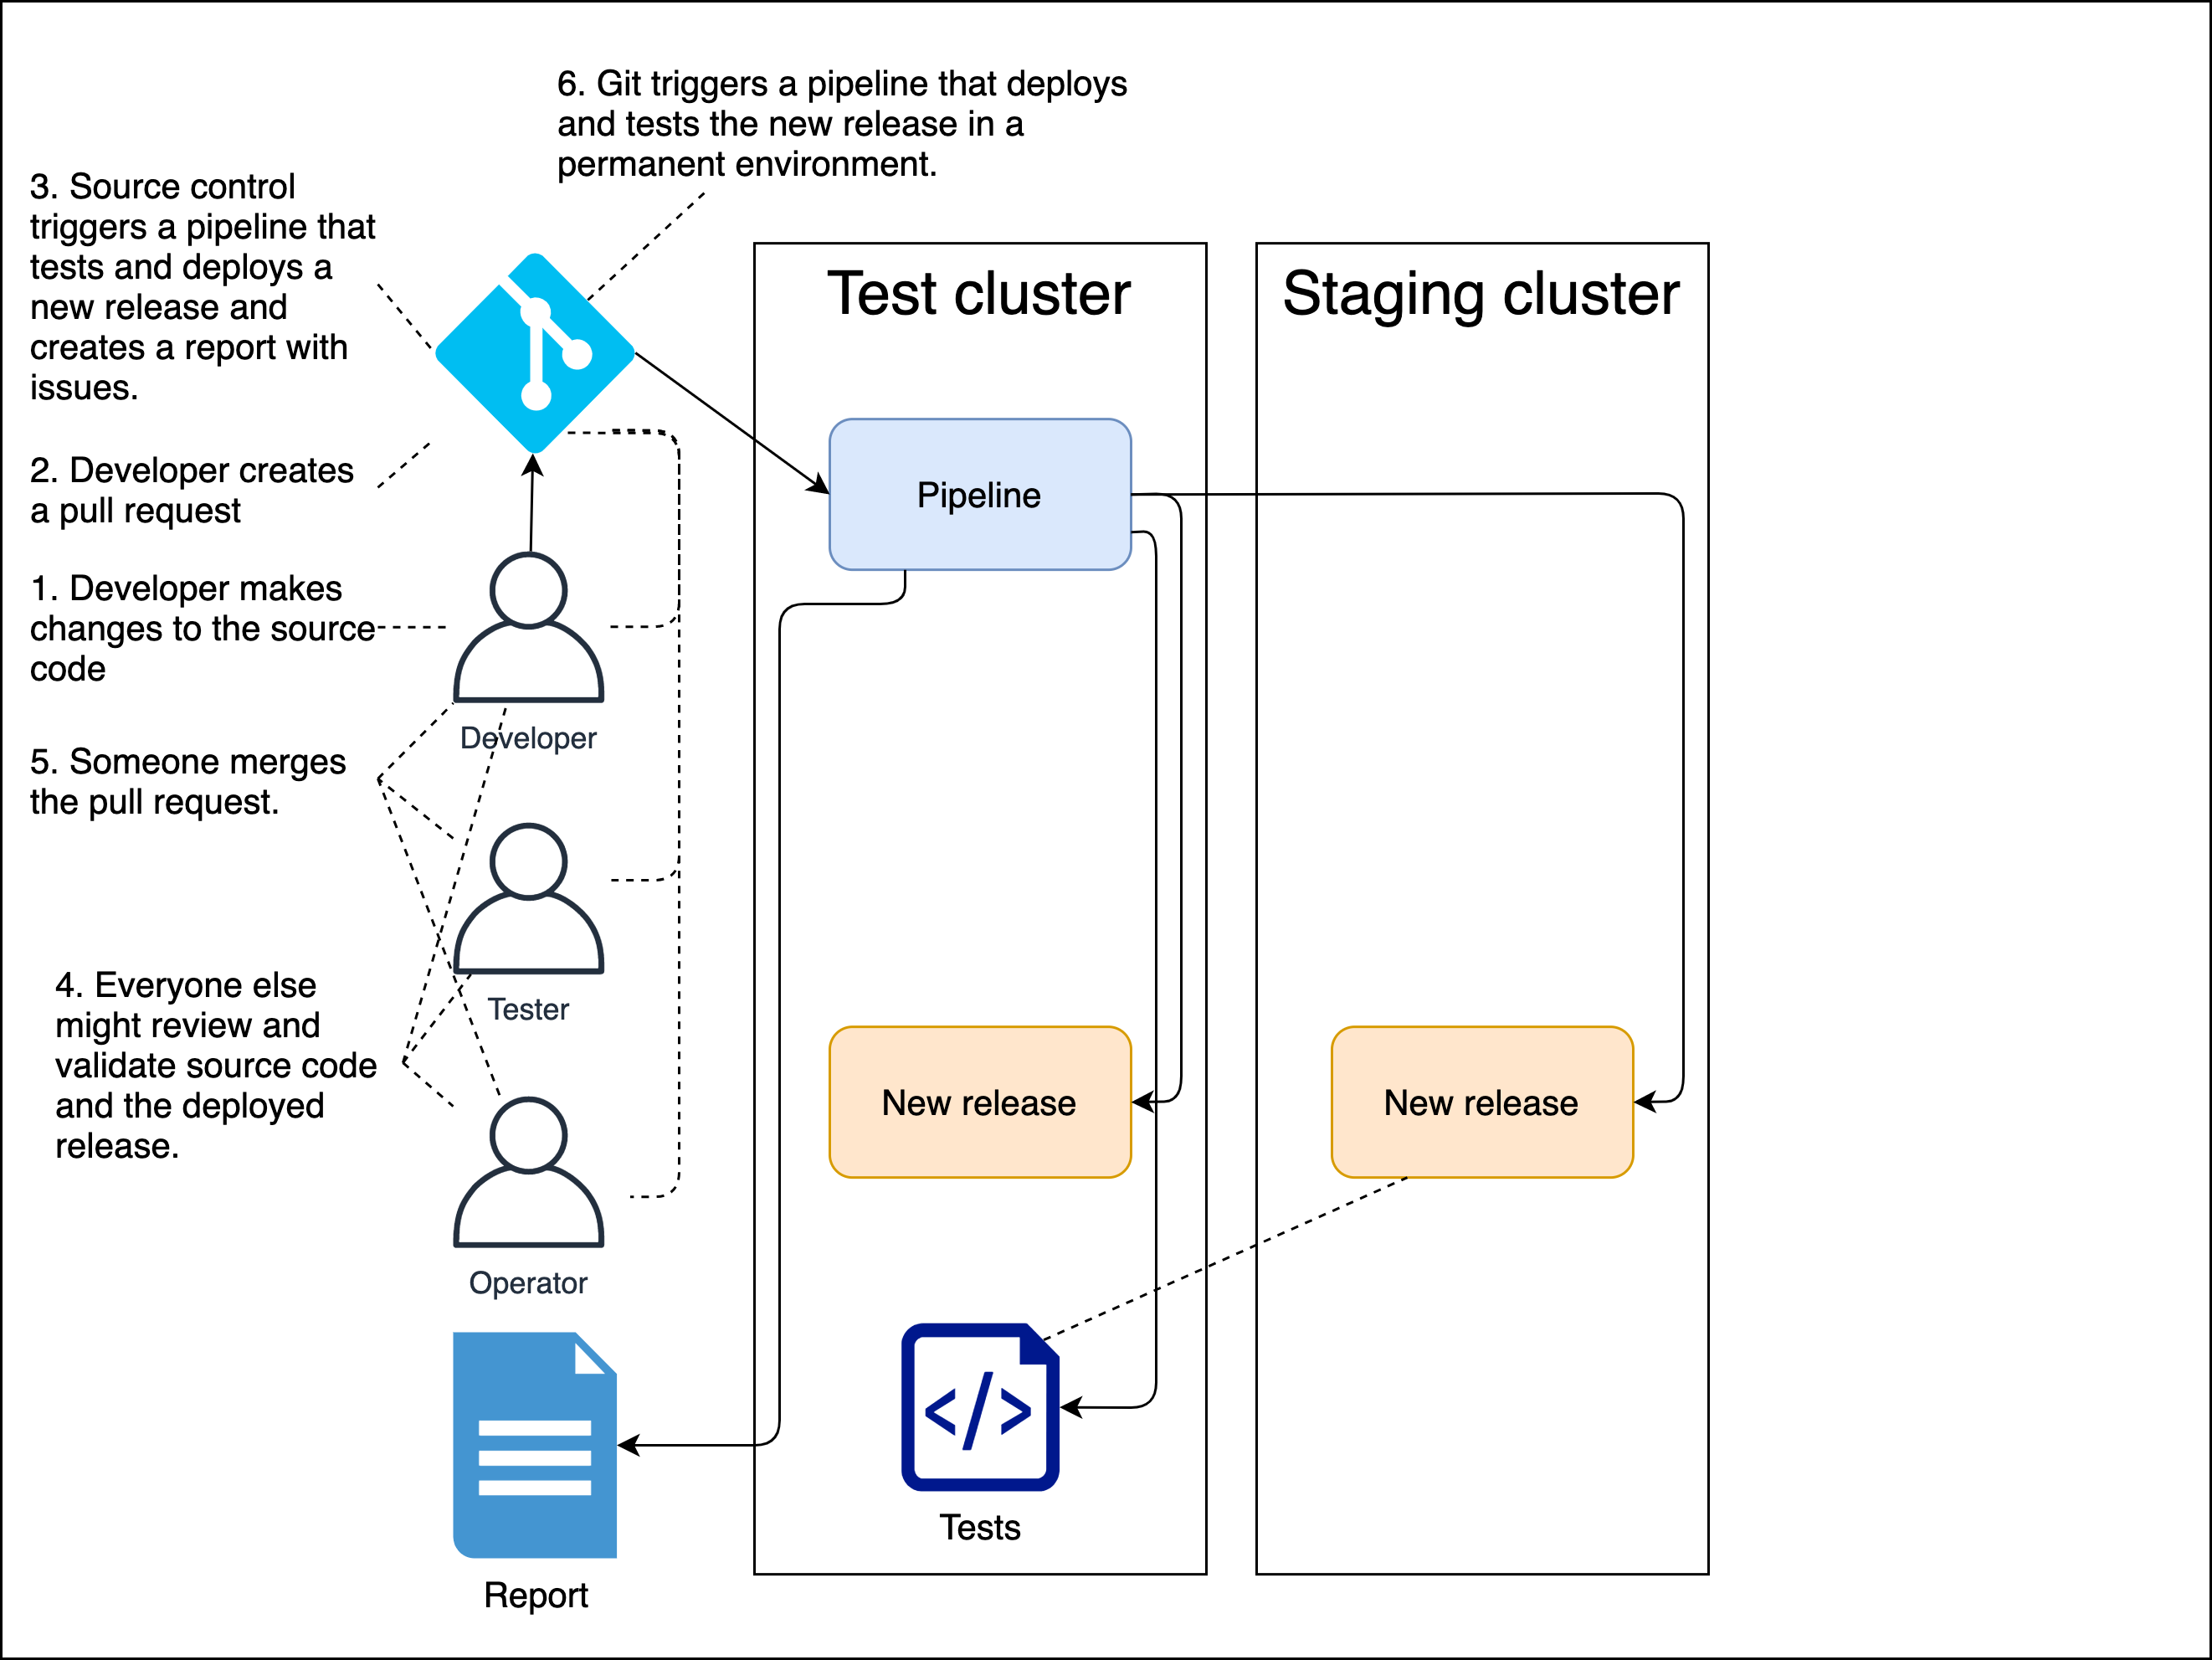 6. Git triggers a pipeline that deploys
and tests the new release in a
permanent environment.
3. Source control
triggers a pipeline that
tests and deploys a
new release and
creates a report with
issues.
2. Developer creates
a pull request
1. Developer makes
changes to the source
code
5. Someone merges
the pull request.
4. Everyone else
might review and
validate source code
and the deployed
release.
Developer
Tester
Operator
Report
Test cluster
Pipeline
New release
</>
Tests
Staging cluster
New release